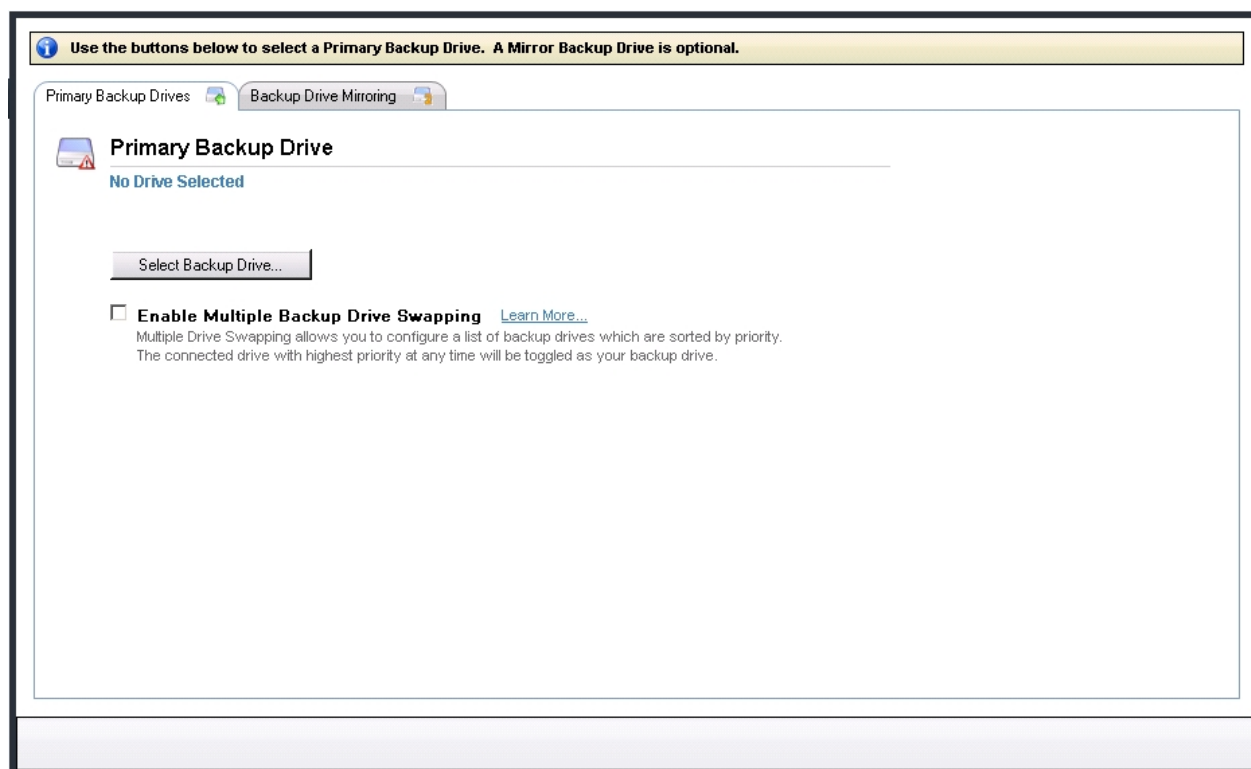 Use the buttons below to select a Primary Backup Drive.  A Mirror Backup Drive is optional.
Primary Backup Drives
Backup Drive Mirroring
Primary Backup Drive
No Drive Selected
Select Backup Drive...
Enable Multiple Backup Drive Swapping
Learn More...
Multiple Drive Swapping allows you to configure a list of backup drives which are sorted by priority.
The connected drive with highest priority at any time will be toggled as your backup drive.